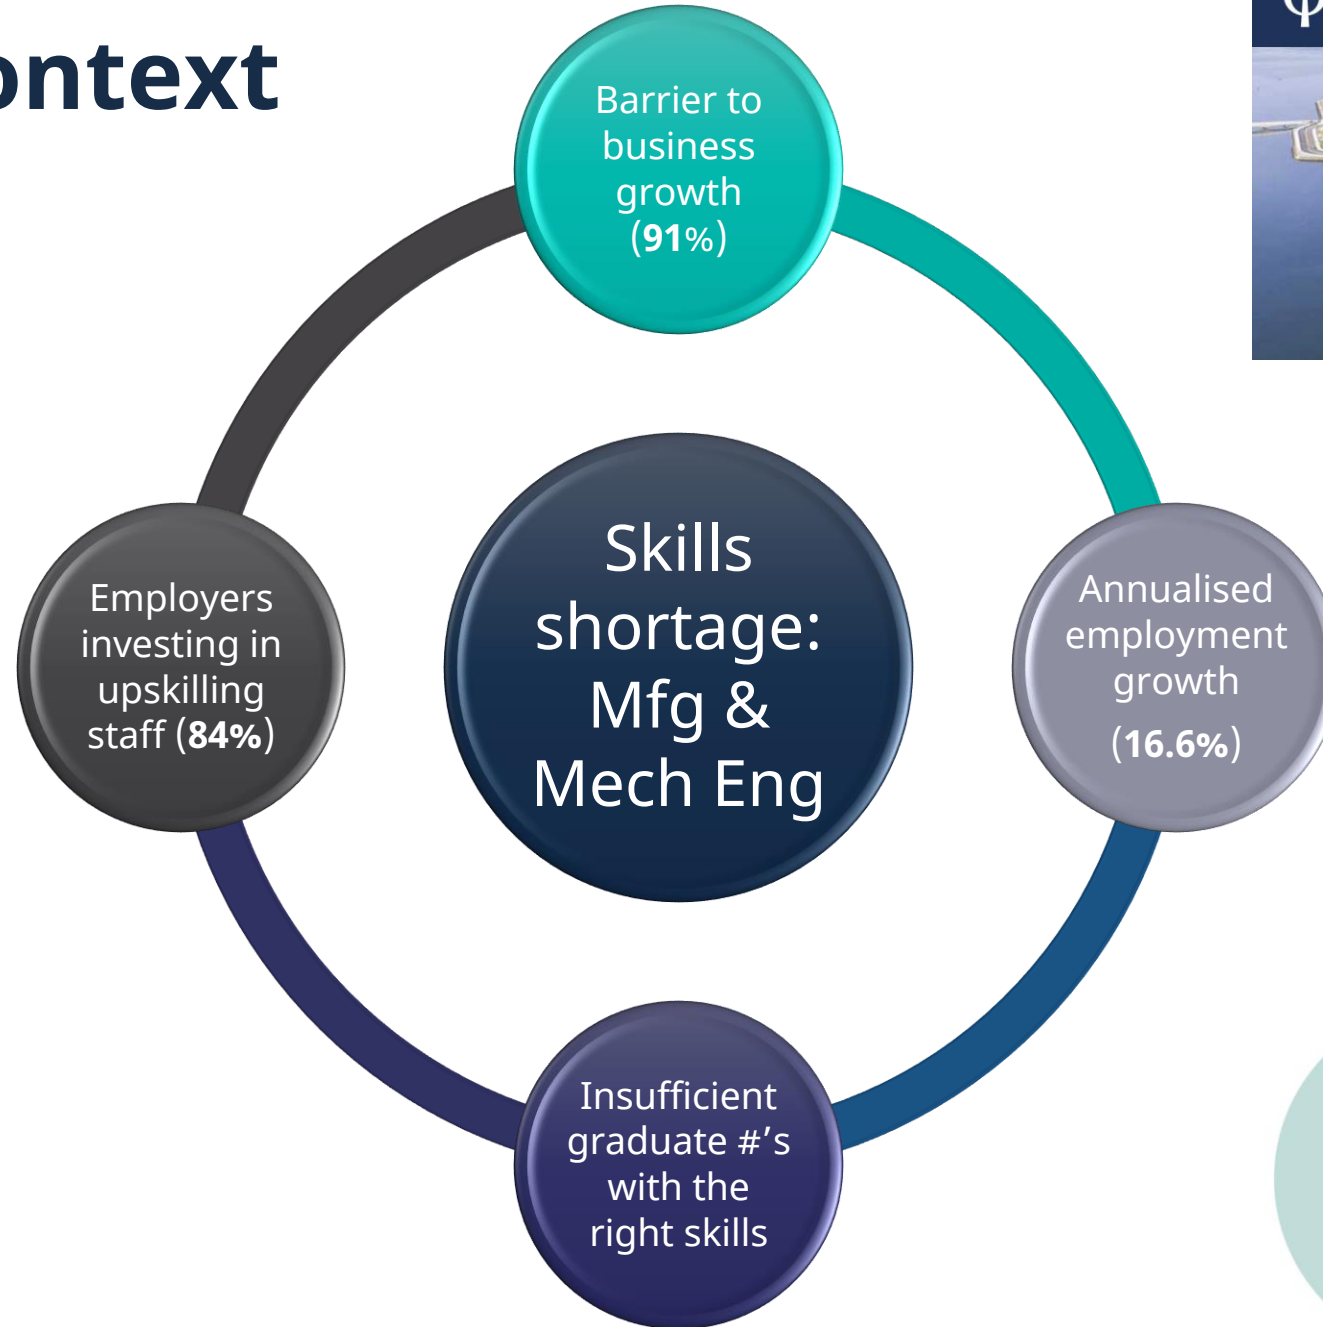 ontext
Barrier to
business
growth
(91%)
Skills
shortage:
Mfg &
Mech Eng
Employers
investing in
upskilling
staff (84%)
Annualised
employment
growth
(16.6%)
Insufficient
graduate #’s
with the
right skills